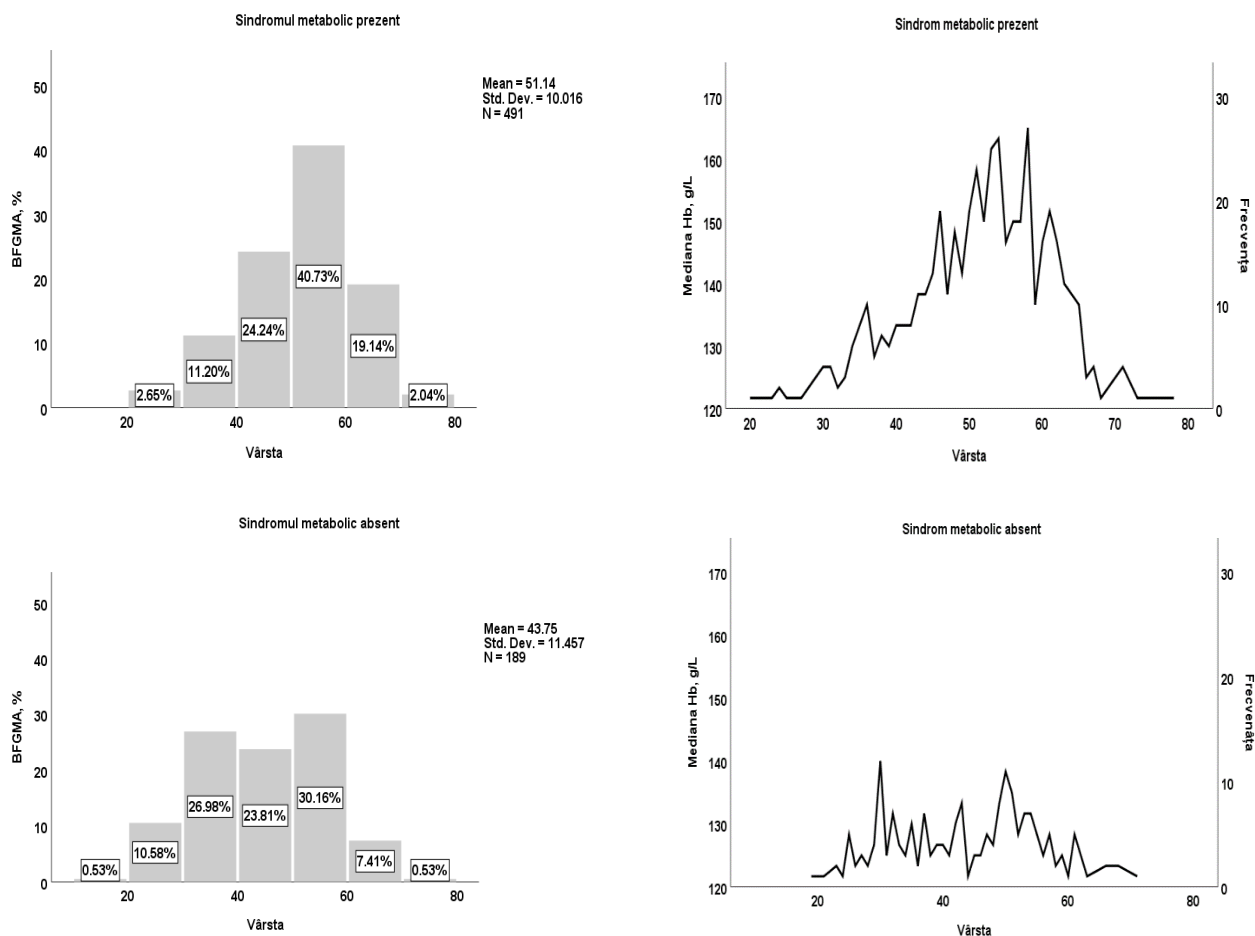 Sindromul metabolic prezent
Mean = 51.14
Std. Dev. = 10.016
N = 491
BFGMA, %
50
40
30
20
10
0
2.65%
11.20%
24.24%
40.73%
19.14%
2.04%
20 40 60 80
Vârsta
Sindrom metabolic prezent
Mediana Hb, g/L
170
160
150
140
130
120
30
20
10
0
Frecvența
20 30 40 50 60 70 80
Vârsta
Sindromul metabolic absent
Mean = 43.75
Std. Dev. = 11.457
N = 189
BFGMA, %
50
40
30
20
10
0
0.53%
10.58%
26.98%
23.81%
30.16%
7.41%
0.53%
20 40 60 80
Vârsta
Sindrom metabolic absent
Mediana Hb, g/L
170
160
150
140
130
120
30
20
10
0
Frecvenâța
20 40 60 80
Vârsta